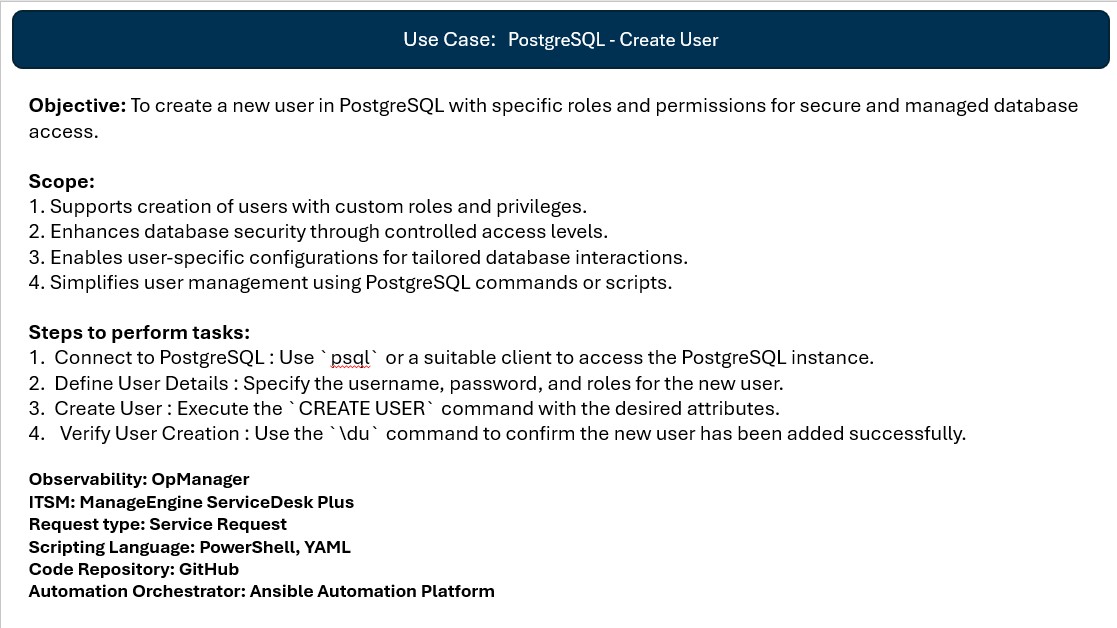 Use Case: PostgreSQL - Create User
Objective: To create a new user in PostgreSQL with specific roles and permissions for secure and managed database
access.
Scope:
1. Supports creation of users with custom roles and privileges.
2. Enhances database security through controlled access levels.
3. Enables user-specific configurations for tailored database interactions.
4. Simplifies user management using PostgreSQL commands or scripts.
Steps to perform tasks:
1. Connect to PostgreSQL : Use `psql` or a suitable client to access the PostgreSQL instance.
2. Define User Details : Specify the username, password, and roles for the new user.
3. Create User : Execute the `CREATE USER` command with the desired attributes.
4. Verify User Creation : Use the `\du` command to confirm the new user has been added successfully.
Observability: OpManager
ITSM: ManageEngine ServiceDesk Plus
Request type: Service Request
Scripting Language: PowerShell, YAML
Code Repository: GitHub
Automation Orchestrator: Ansible Automation Platform